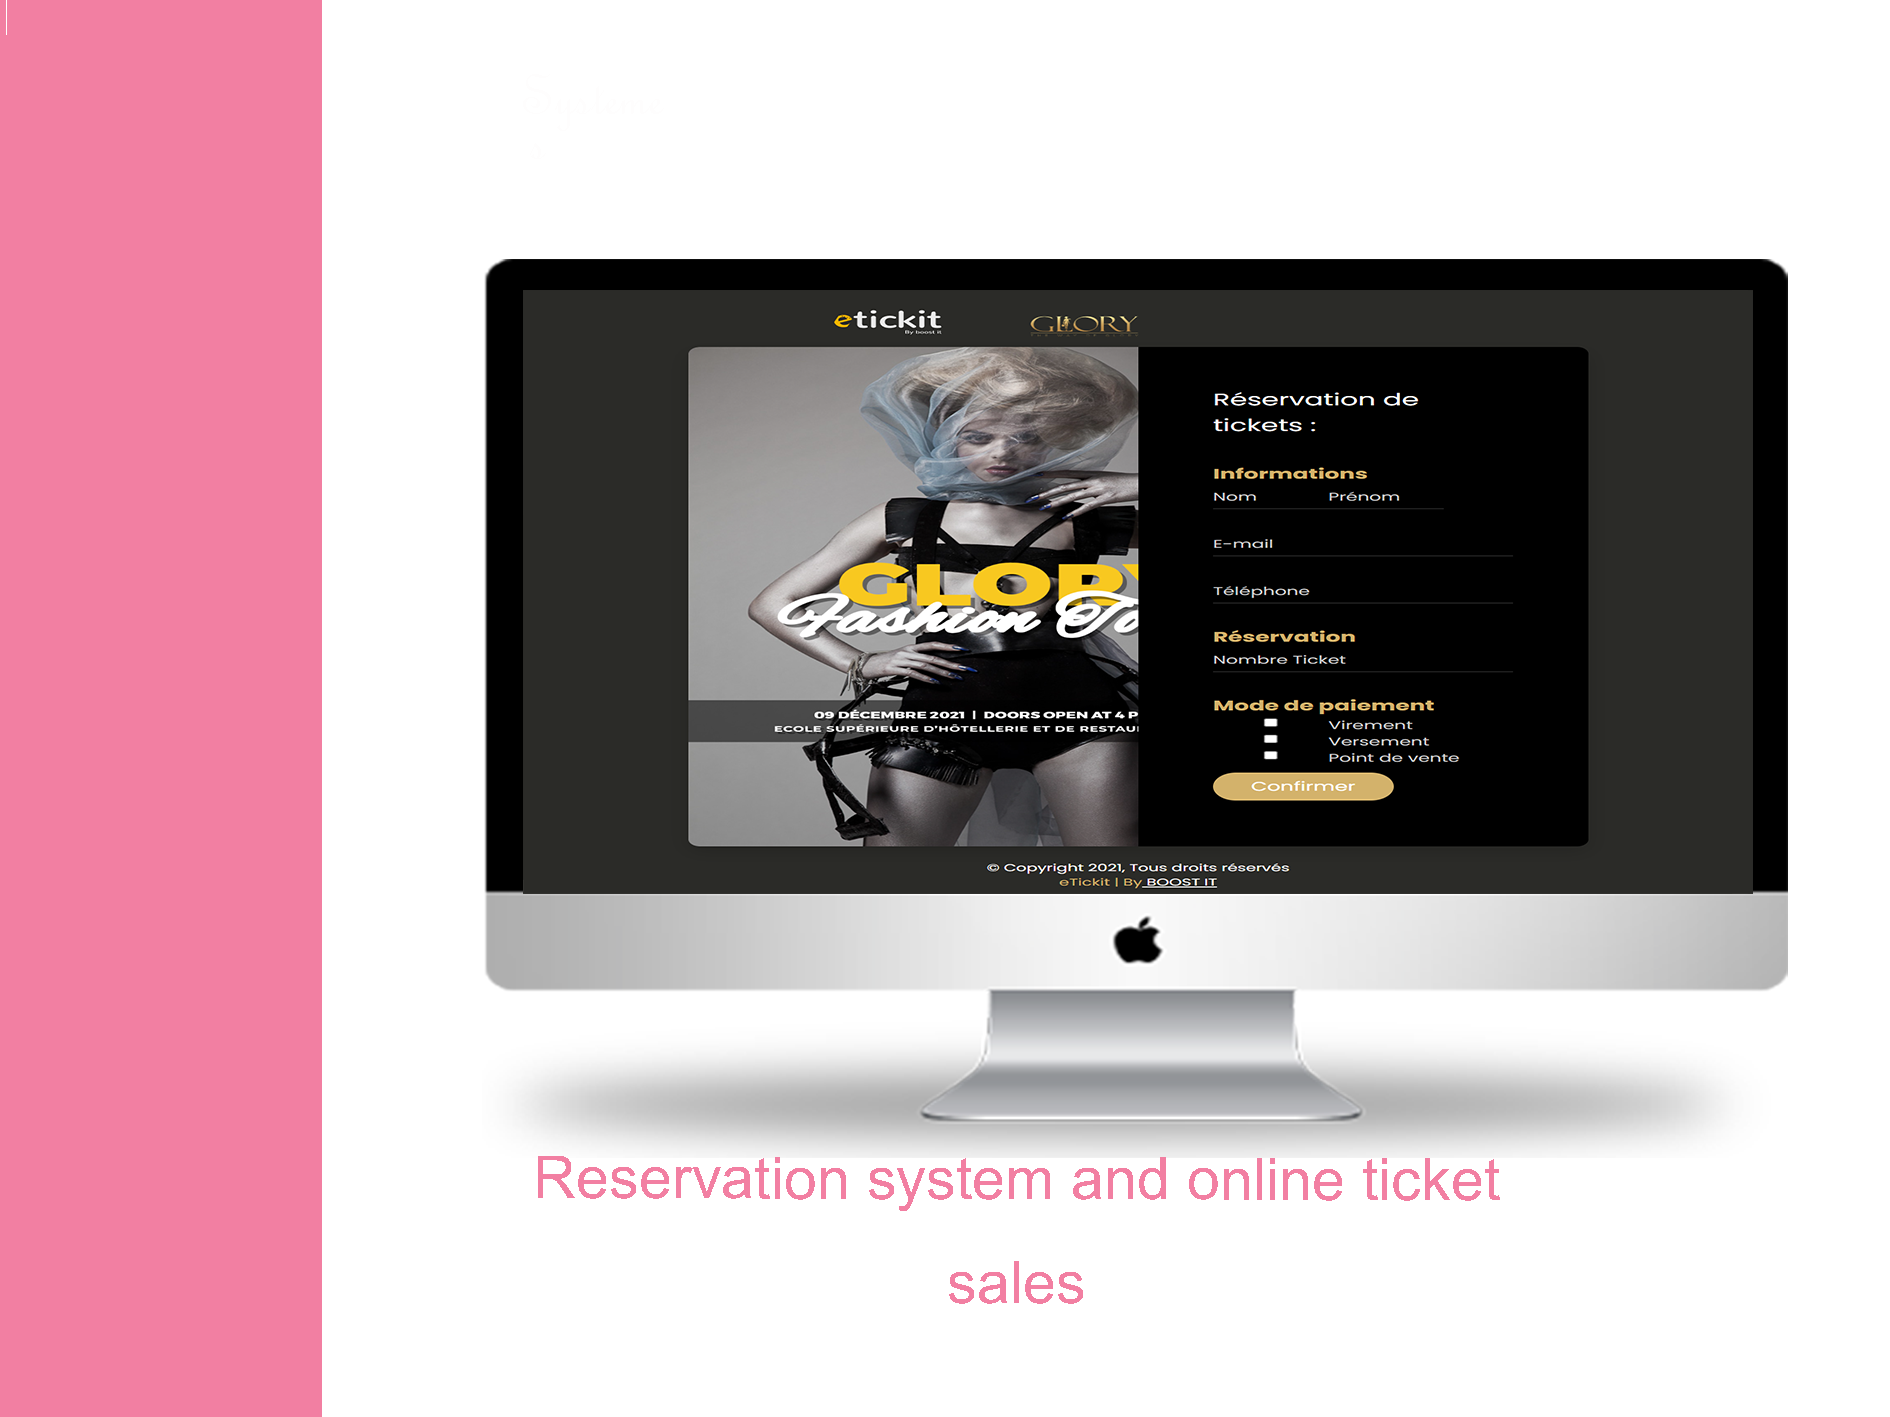 etickit
By boost it
GLORY
GLORY
Fashion To
09 DÉCEMBRE 2021 | DOORS OPEN AT 4 P
ECOLE SUPÉRIEURE D'HÔTELLERIE ET DE RESTAU
Réservation de
tickets :
Informations
Nom Prénom
E-mail
Téléphone
Réservation
Nombre Ticket
Mode de paiement
Virement
Versement
Point de vente
Confirmer
© Copyright 2021, Tous droits réservés
eTickit | By BOOST IT
Reservation system and online ticket
sales